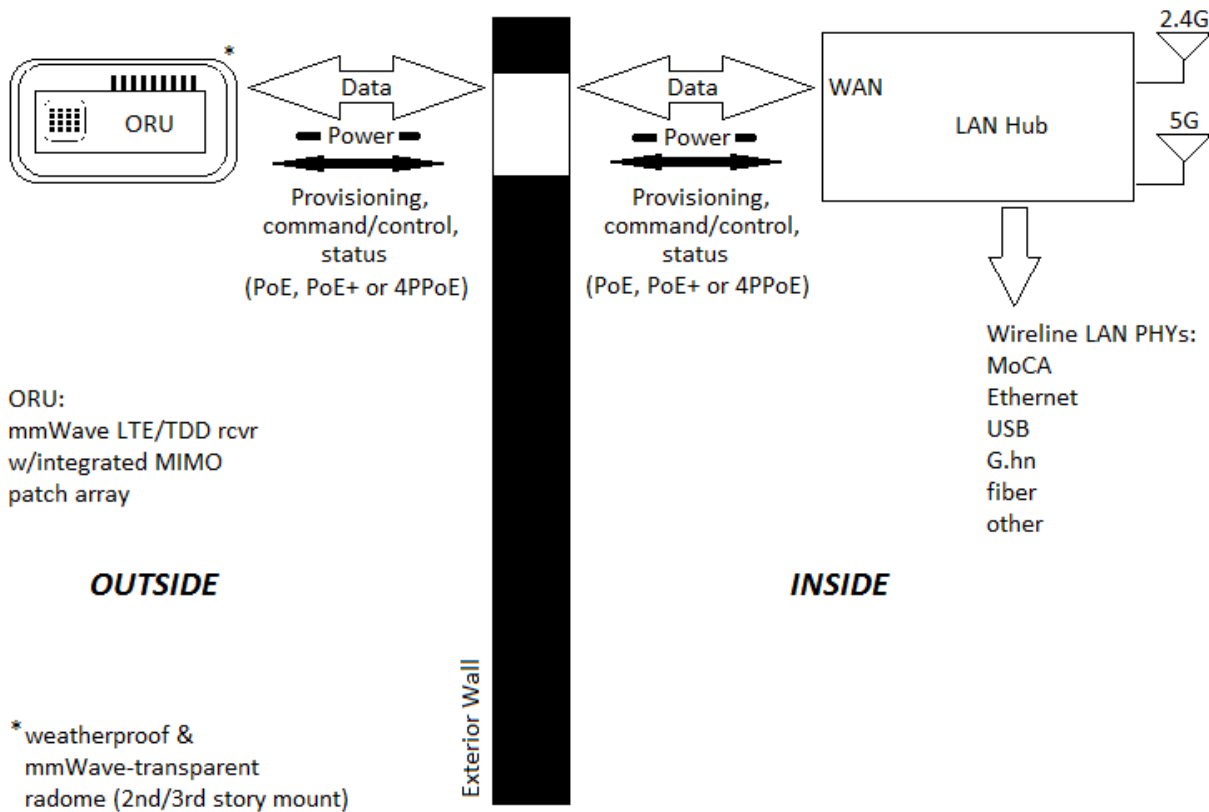 *
ORU
Data
Power
Provisioning,
command/control,
status
(PoE, PoE+ or 4PPoE)
Data
Power
Provisioning,
command/control,
status
(PoE, PoE+ or 4PPoE)
WAN
LAN Hub
2.4G
5G
Wireline LAN PHYs:
MoCA
Ethernet
USB
G.hn
fiber
other
ORU:
mmWave LTE/TDD rcvr
w/integrated MIMO
patch array
OUTSIDE
INSIDE
Exterior Wall
* weatherproof &
mmWave-transparent
radome (2nd/3rd story mount)